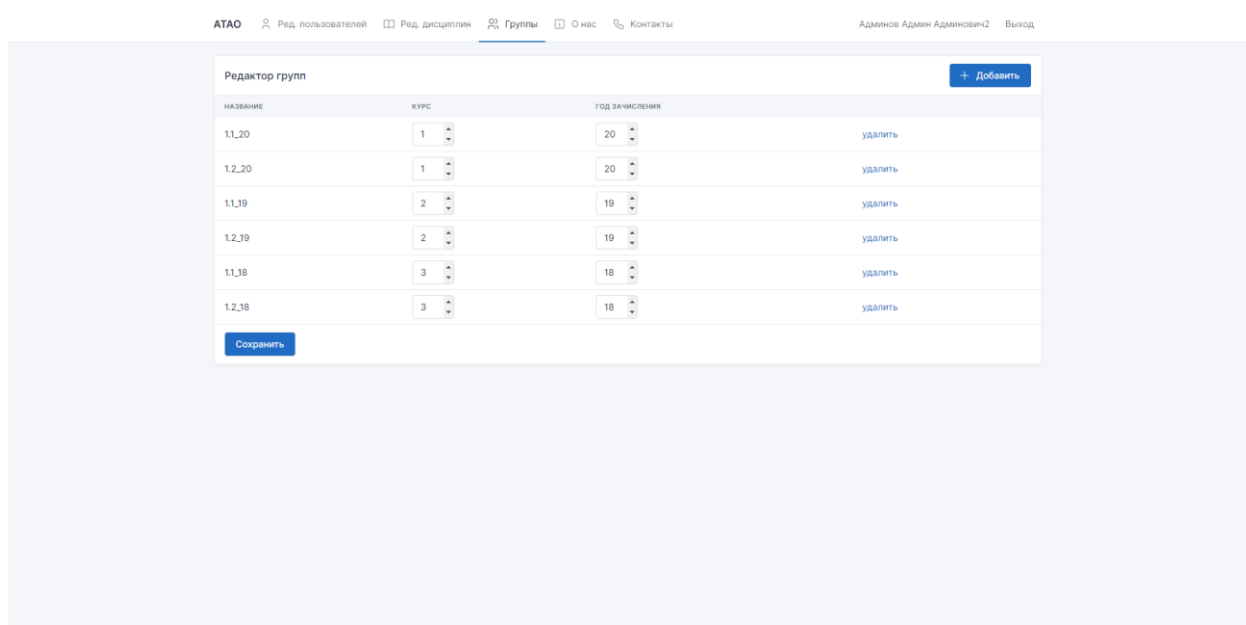 АТАО Ред. пользователей Ред. дисциплин Группы О нас Контакты Админов Админ Админович2 Выход
Редактор групп + Добавить
НАЗВАНИЕ КУРС ГОД ЗАЧИСЛЕНИЯ
1.1_20 1 20 удалить
1.2_20 1 20 удалить
1.1_19 2 19 удалить
1.2_19 2 19 удалить
1.1_18 3 18 удалить
1.2_18 3 18 удалить
Сохранить